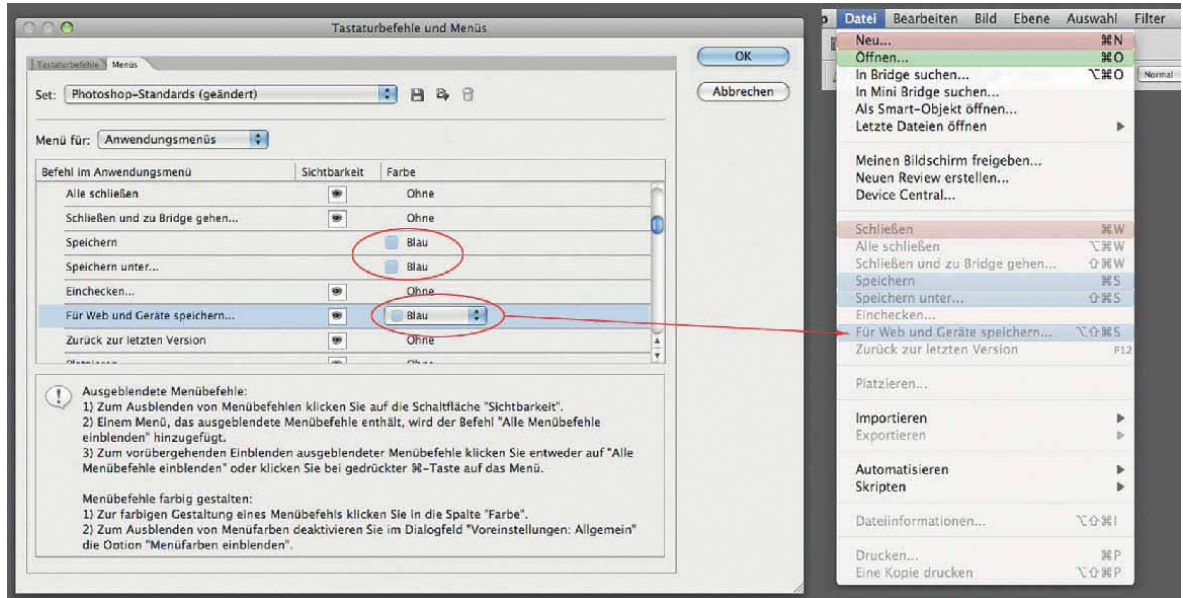 Tastaturbefehle und Menüs
Tastaturbefehle Menüs
Set: Photoshop-Standards (geändert)
OK
Abbrechen
Menü für: Anwendungsmenüs
Befehl im Anwendungsmenü Sichtbarkeit Farbe
Alle schließen Ohne
Schließen und zu Bridge gehen... Ohne
Speichern Blau
Speichern unter... Blau
Einchecken... Ohne
Für Web und Geräte speichern... Blau
Zurück zur letzten Version Ohne
Ausgeblendete Menübefehle:
1) Zum Ausblenden von Menübefehlen klicken Sie auf die Schaltfläche "Sichtbarkeit".
2) Einem Menü, das ausgeblendete Menübefehle enthält, wird der Befehl "Alle Menübefehle
einblenden" hinzugefügt.
3) Zum vorübergehenden Einblenden ausgeblendeter Menübefehle klicken Sie entweder auf "Alle
Menübefehle einblenden" oder klicken Sie bei gedrückter ⌘-Taste auf das Menü.
Menübefehle farbig gestalten:
1) Zur farbigen Gestaltung eines Menübefehls klicken Sie in die Spalte "Farbe".
2) Zum Ausblenden von Menüfarben deaktivieren Sie im Dialogfeld "Voreinstellungen: Allgemein"
die Option "Menüfarben einblenden".
Datei Bearbeiten Bild Ebene Auswahl Filter
Neu... ⌘N
Öffnen... ⌘O
In Bridge suchen... ⌥⌘O
Normal
In Mini Bridge suchen...
Als Smart-Objekt öffnen...
Letzte Dateien öffnen ▶
Meinen Bildschirm freigeben...
Neuen Review erstellen...
Device Central...
Schließen ⌘W
Alle schließen ⌥⌘W
Schließen und zu Bridge gehen... ⇧⌘W
Speichern ⌘S
Speichern unter... ⇧⌘S
Einchecken...
Für Web und Geräte speichern... ⌥⇧⌘S
Zurück zur letzten Version F12
Platzieren...
Importieren ▶
Exportieren ▶
Automatisieren ▶
Skripten ▶
Dateiinformationen... ⌥⇧⌘I
Drucken... ⌘P
Eine Kopie drucken ⌥⇧⌘P